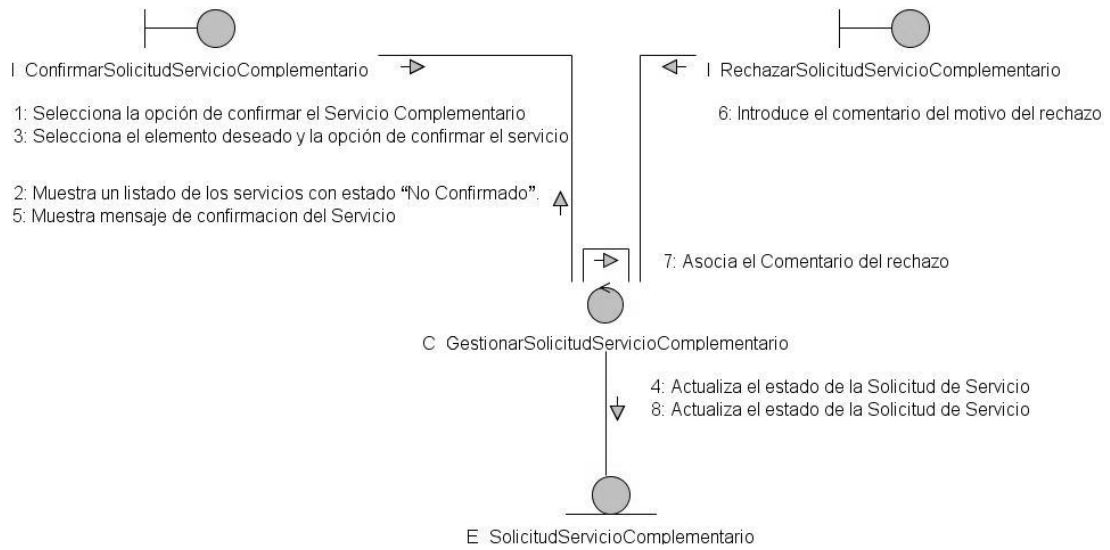 I ConfirmarSolicitudServicioComplementario
I RechazarSolicitudServicioComplementario
1: Selecciona la opción de confirmar el Servicio Complementario
3: Selecciona el elemento deseado y la opción de confirmar el servicio
6: Introduce el comentario del motivo del rechazo
2: Muestra un listado de los servicios con estado “No Confirmado”.
5: Muestra mensaje de confirmacion del Servicio
7: Asocia el Comentario del rechazo
C GestionarSolicitudServicioComplementario
4: Actualiza el estado de la Solicitud de Servicio
8: Actualiza el estado de la Solicitud de Servicio
E SolicitudServicioComplementario